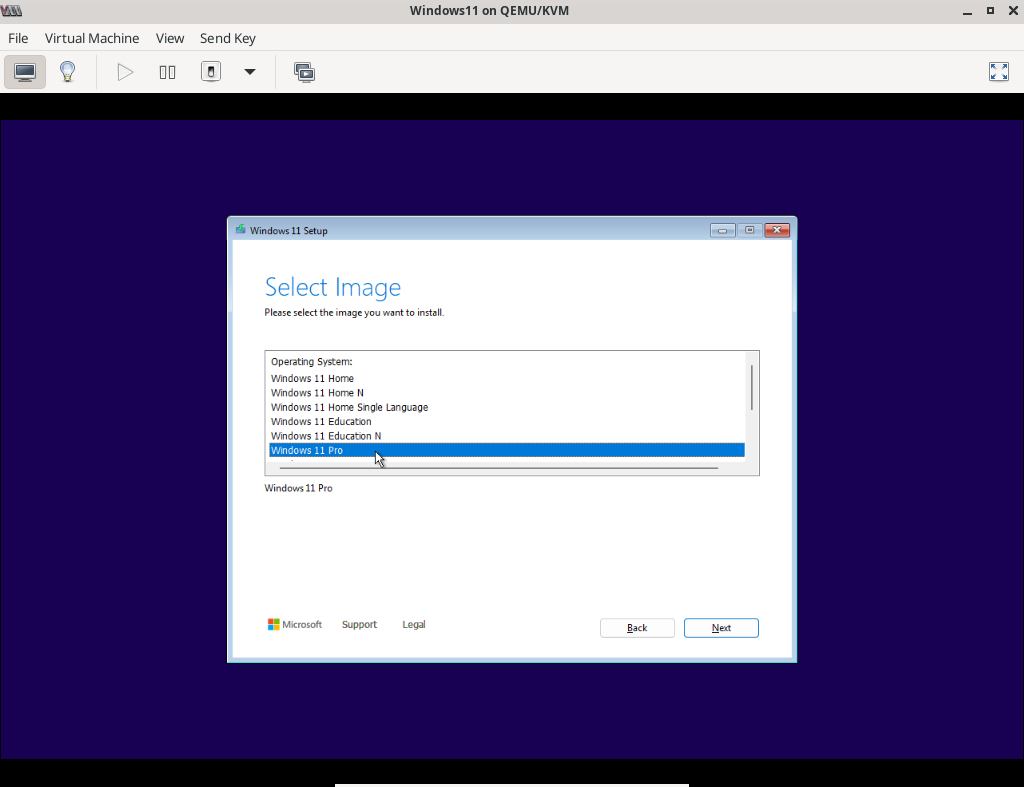 Windows11 on QEMU/KVM
File Virtual Machine View Send Key
Windows 11 Setup
Select Image
Please select the image you want to install.
Operating System:
Windows 11 Home
Windows 11 Home N
Windows 11 Home Single Language
Windows 11 Education
Windows 11 Education N
Windows 11 Pro
Windows 11 Pro
Microsoft Support Legal
Back Next